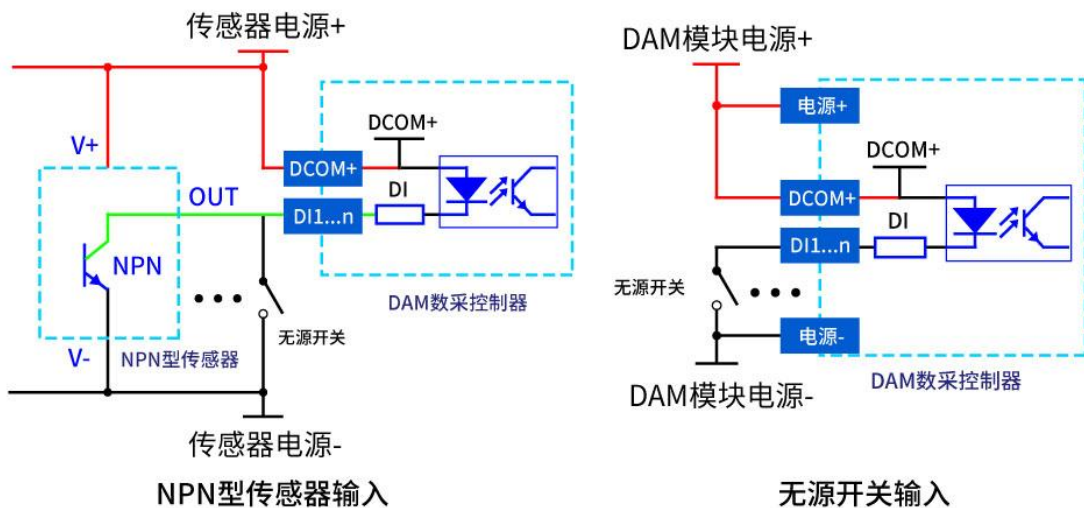 传感器电源+
V+
DCOM+
DCOM+
DI
OUT
DI1...n
NPN
无源开关
DAM数采控制器
V-
NPN型传感器
传感器电源-
NPN型传感器输入
DAM模块电源+
电源+
DCOM+
DCOM+
DI
DI1...n
无源开关
电源-
DAM数采控制器
DAM模块电源-
无源开关输入